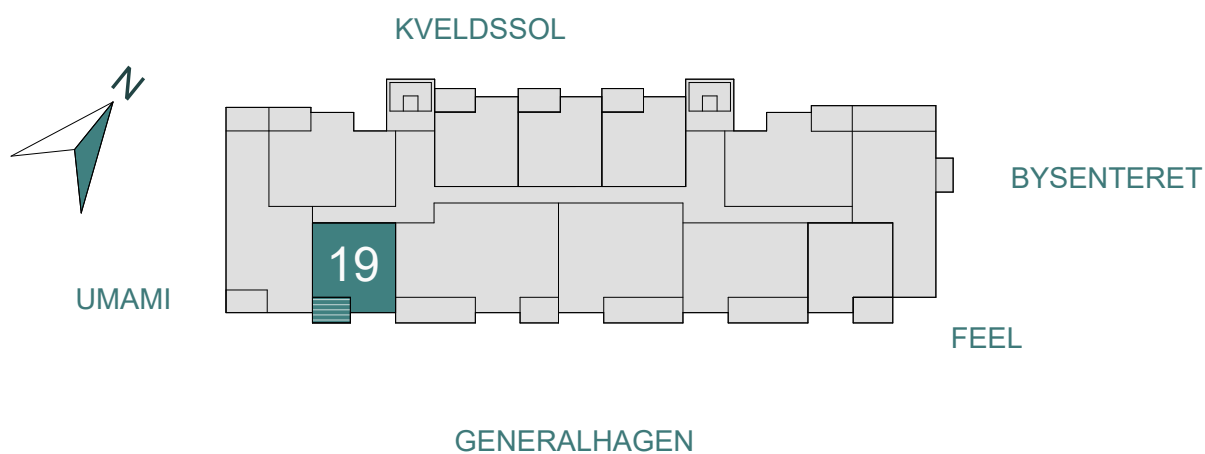 KVELDSSOL
N
BYSENTERET
19
UMAMI
FEEL
GENERALHAGEN